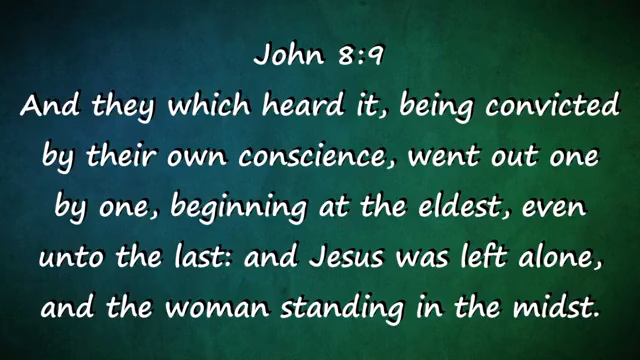 John 8:9
And they which heard it, being convicted
by their own conscience, went out one
by one, beginning at the eldest, even
unto the last: and Jesus was left alone,
and the woman standing in the midst.